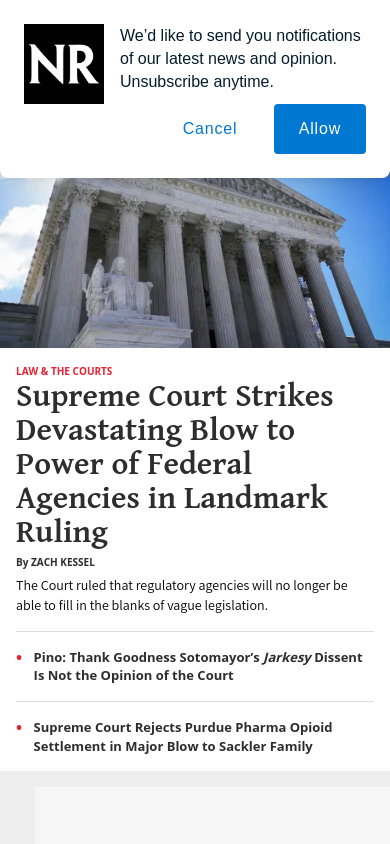 NR
We'd like to send you notifications
of our latest news and opinion.
Unsubscribe anytime.
Cancel
Allow
LAW & THE COURTS
Supreme Court Strikes
Devastating Blow to
Power of Federal
Agencies in Landmark
Ruling
By ZACH KESSEL
The Court ruled that regulatory agencies will no longer be
able to fill in the blanks of vague legislation.
• Pino: Thank Goodness Sotomayor’s Jarkesy Dissent
Is Not the Opinion of the Court
• Supreme Court Rejects Purdue Pharma Opioid
Settlement in Major Blow to Sackler Family